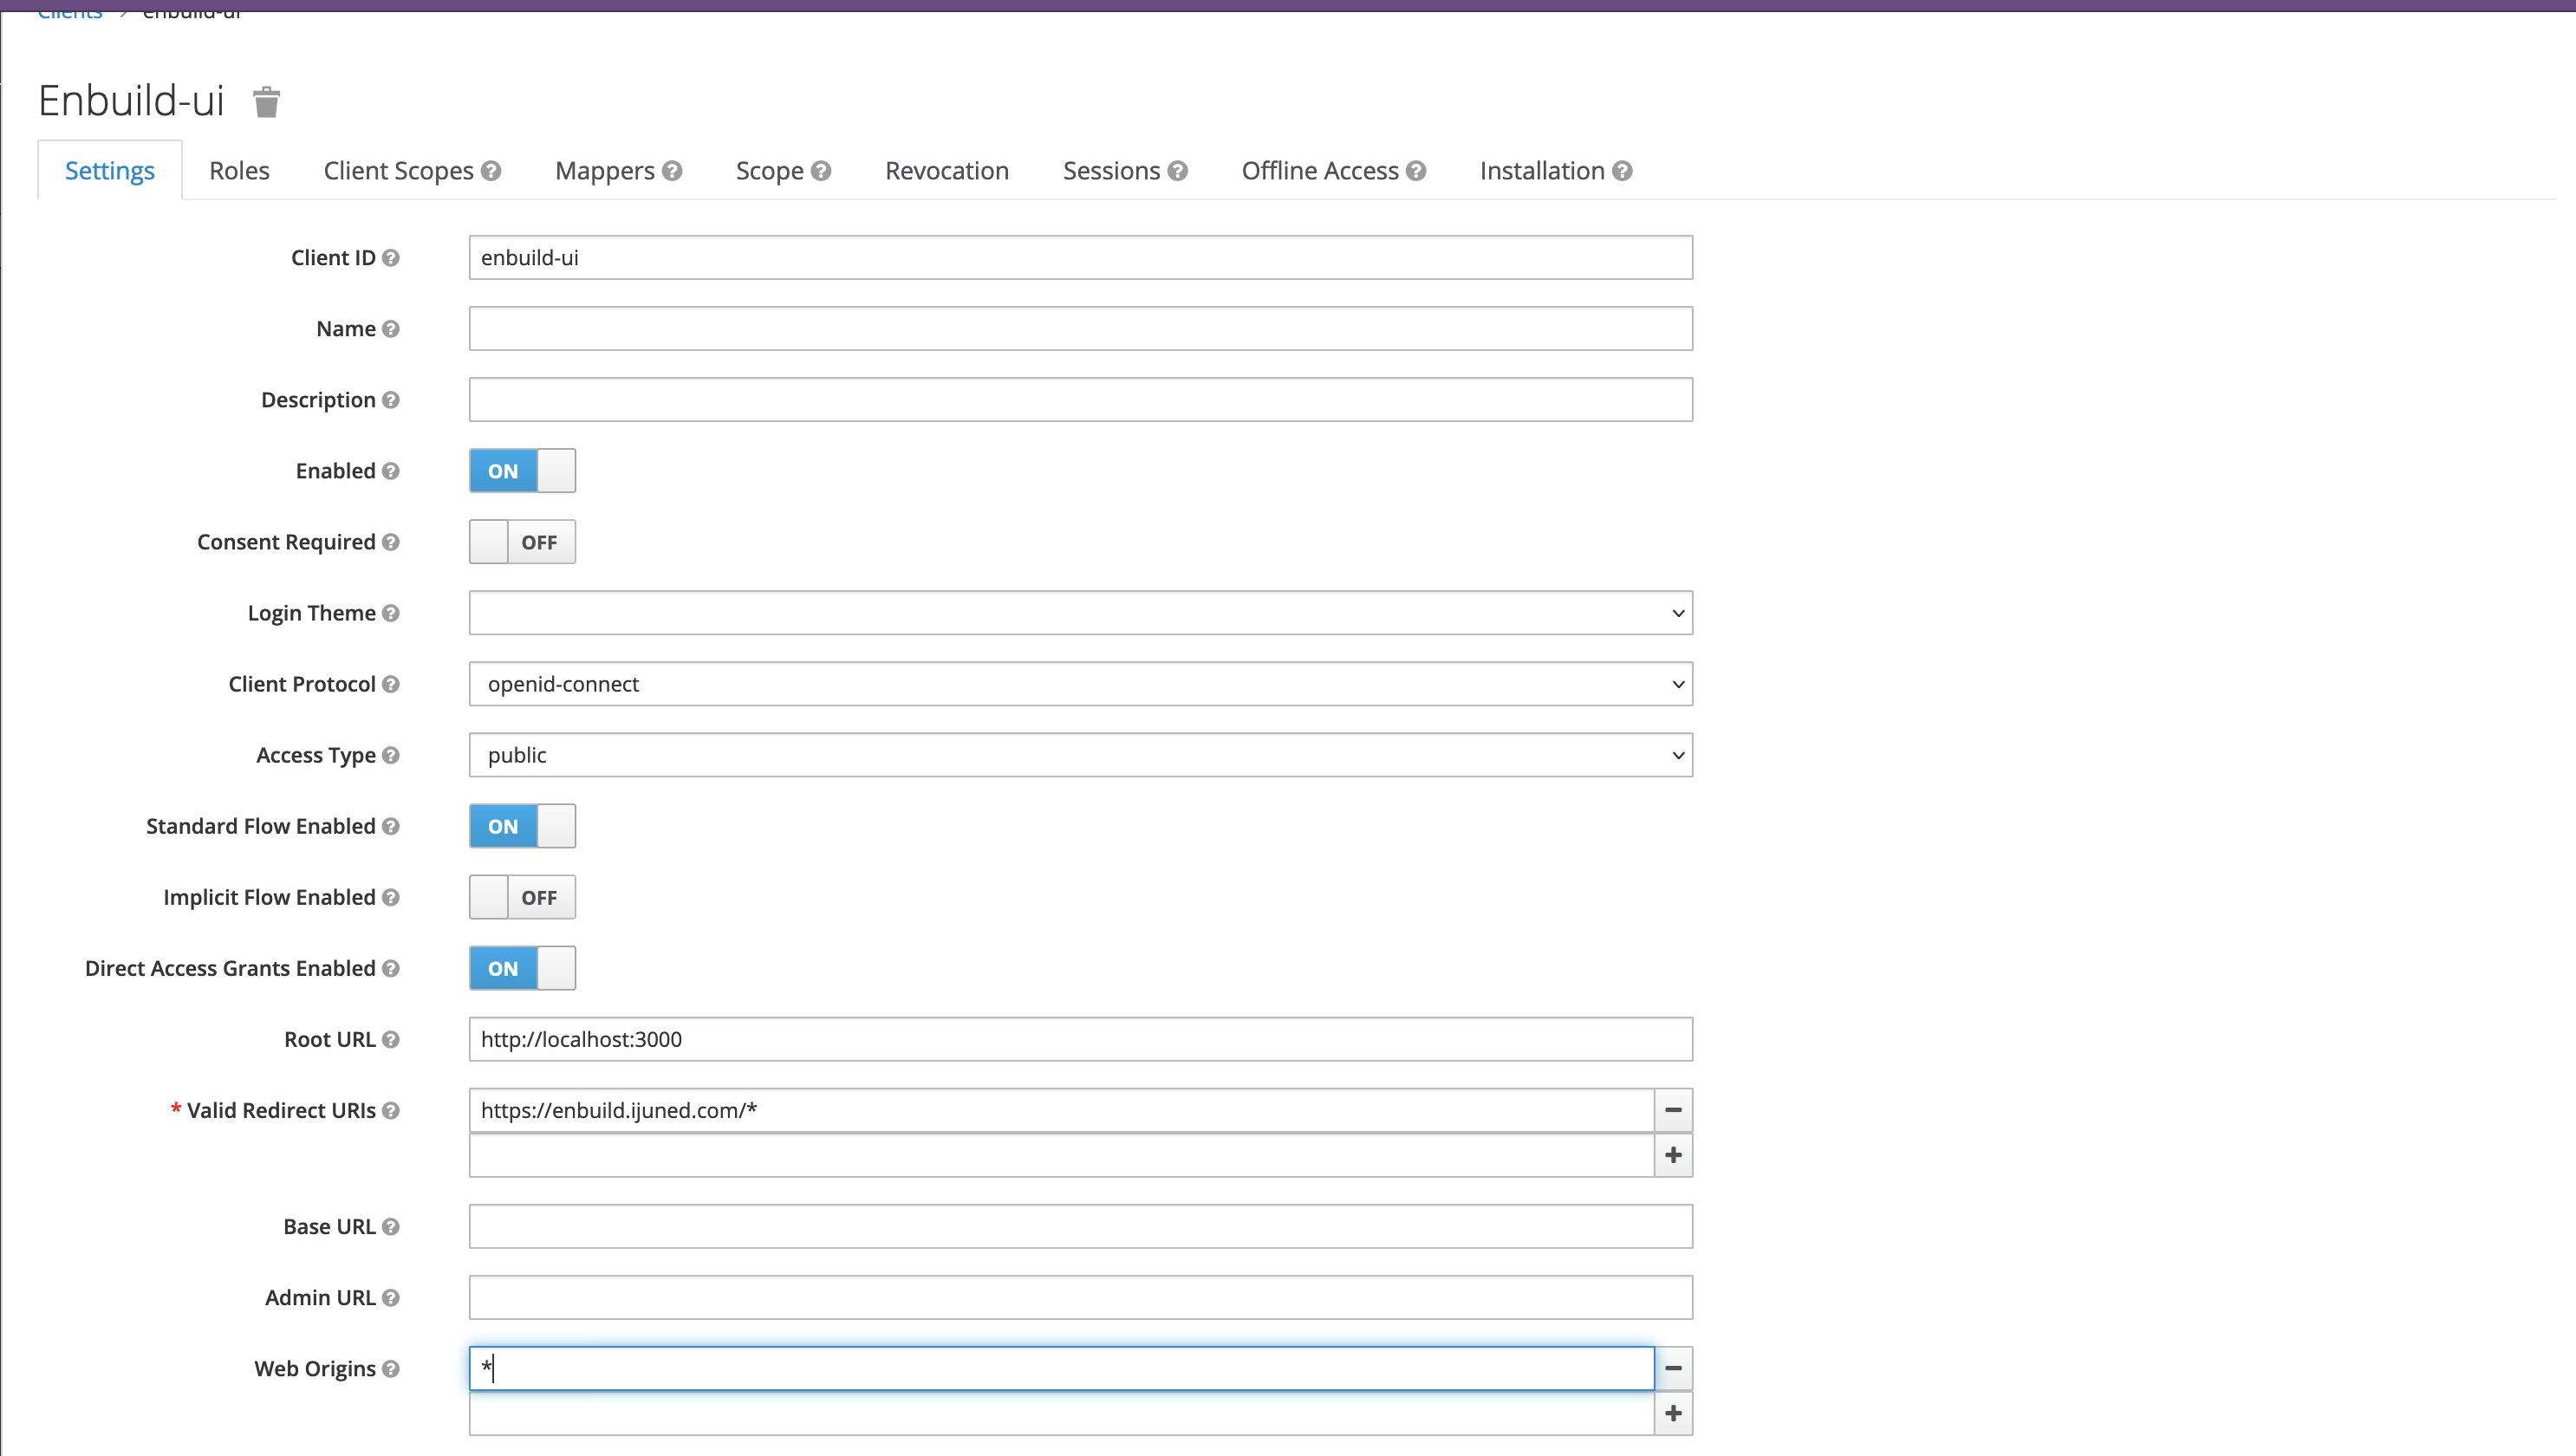 Clients > enbuild-ui
Enbuild-ui
Settings Roles Client Scopes Mappers Scope Revocation Sessions Offline Access Installation
Client ID enbuild-ui
Name
Description
Enabled ON
Consent Required OFF
Login Theme
Client Protocol openid-connect
Access Type public
Standard Flow Enabled ON
Implicit Flow Enabled OFF
Direct Access Grants Enabled ON
Root URL http://localhost:3000
* Valid Redirect URIs https://enbuild.ijuned.com/*
Base URL
Admin URL
Web Origins *